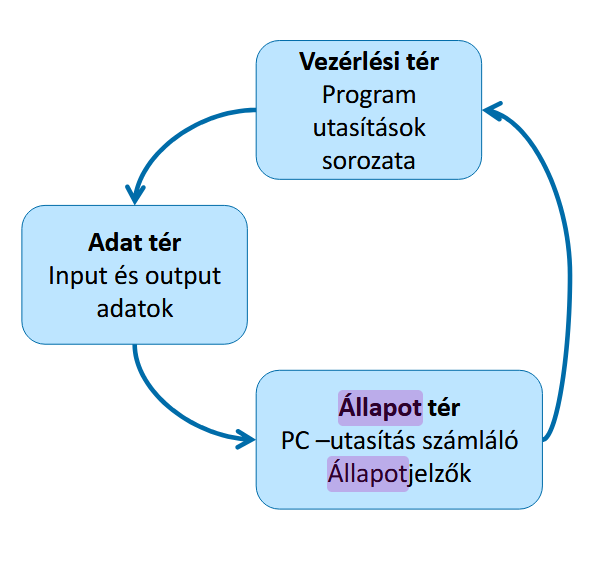 Vezérlési tér
Program
utasítások
sorozata
Adat tér
Input és output
adatok
Állapot tér
PC –utasítás számláló
Állapotjelzők